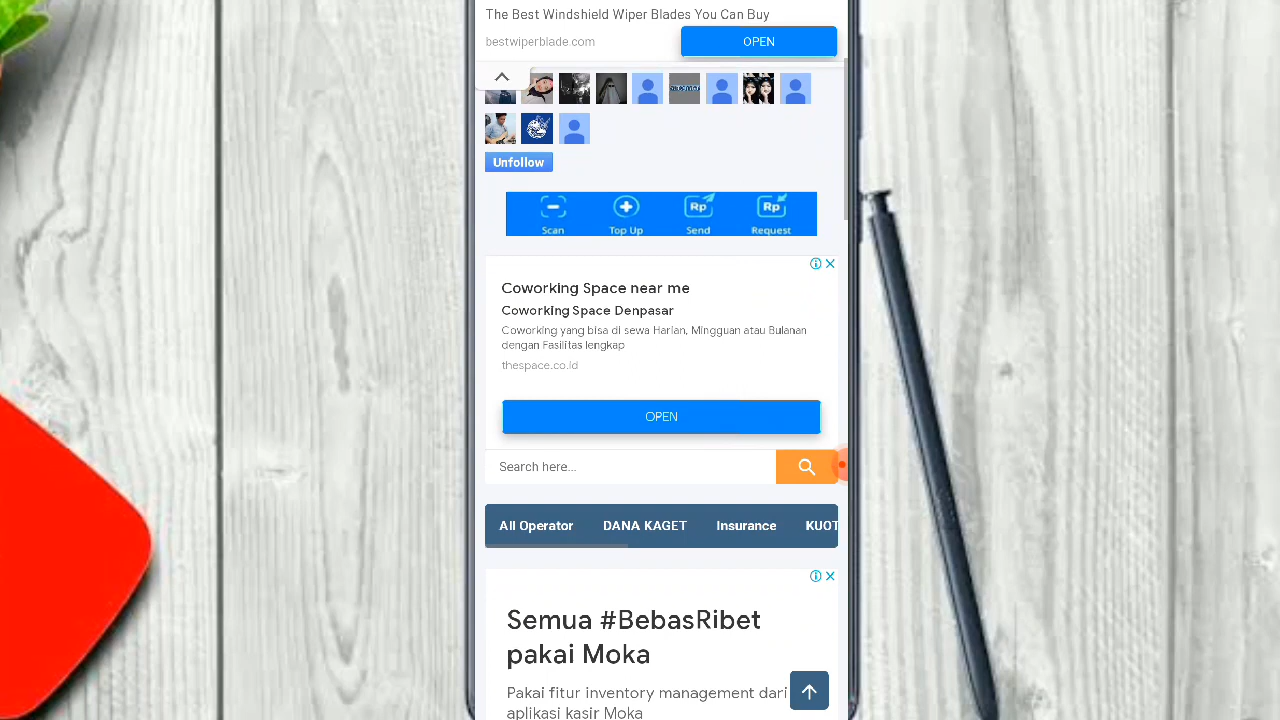 The Best Windshield Wiper Blades You Can Buy
bestwiperblade.com
OPEN
Unfollow
Scan
Top Up
Rp
Send
Rp
Request
Coworking Space near me
Coworking Space Denpasar
Coworking yang bisa di sewa Harian, Mingguan atau Bulanan
dengan Fasilitas lengkap
thespace.co.id
OPEN
Search here...
All Operator DANA KAGET Insurance KUOT
Semua #BebasRibet
pakai Moka
Pakai fitur inventory management dari
aplikasi kasir Moka